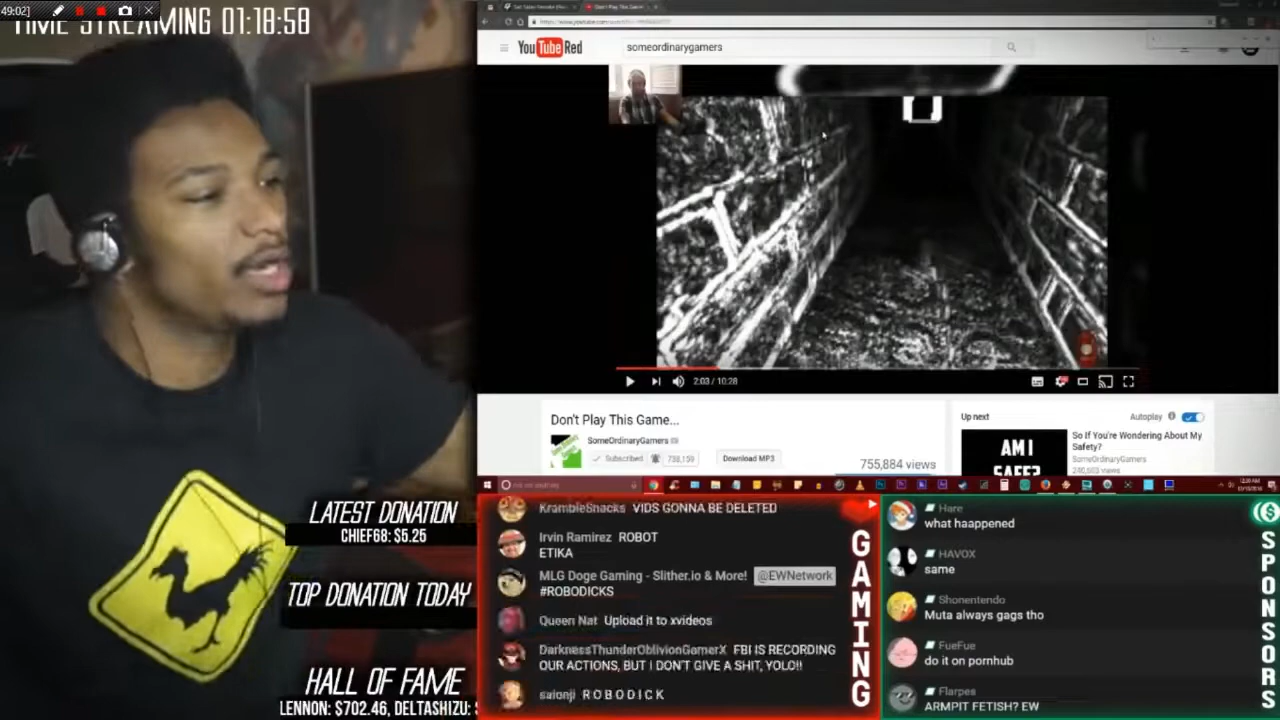 49:02]
TIME STREAMING 01:18:58
YouTube Red
someordinarygamers
2:03 / 10:28
Don't Play This Game...
SomeOrdinaryGamers
Subscribed
738,159
Download MP3
755,884 views
Up next
Autoplay
AM I
SAFE?
So If You're Wondering About My
Safety?
SomeOrdinaryGamers
LATEST DONATION
CHIEF68: $5.25
TOP DONATION TODAY
HALL OF FAME
LENNON: $702.46, DELTASHIZU:
KrambleSnacks VIDS GONNA BE DELETED
Irvin Ramirez ROBOT
ETIKA
MLG Doge Gaming - Slither.io & More! @EWNetwork
#ROBODICKS
Queen Nat Upload it to xvideos
DarknessThunderOblivionGamerX FBI IS RECORDING
OUR ACTIONS, BUT I DON'T GIVE A SHIT, YOLO!!
saionji R O B O D I C K
GAMING
Hare
what haappened
HAVOX
same
Shonentendo
Muta always gags tho
FueFue
do it on pornhub
Flarpes
ARMPIT FETISH? EW
SPONSORS